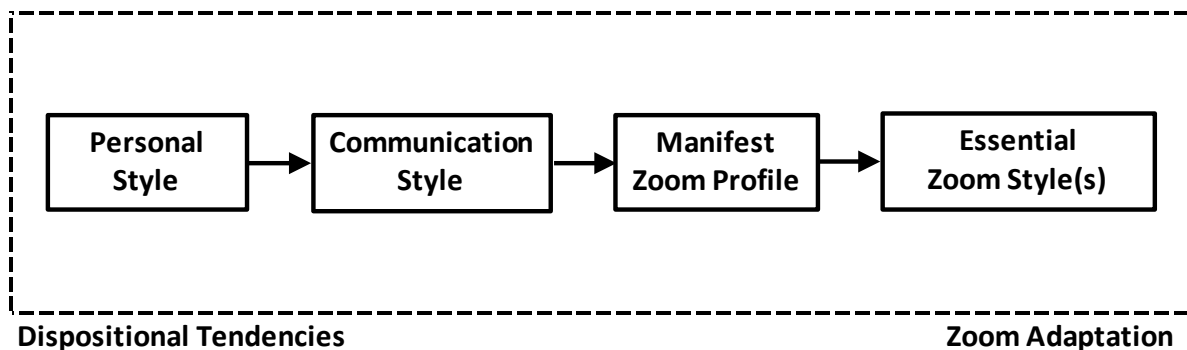 Personal
Style
Communication
Style
Manifest
Zoom Profile
Essential
Zoom Style(s)
Dispositional Tendencies
Zoom Adaptation